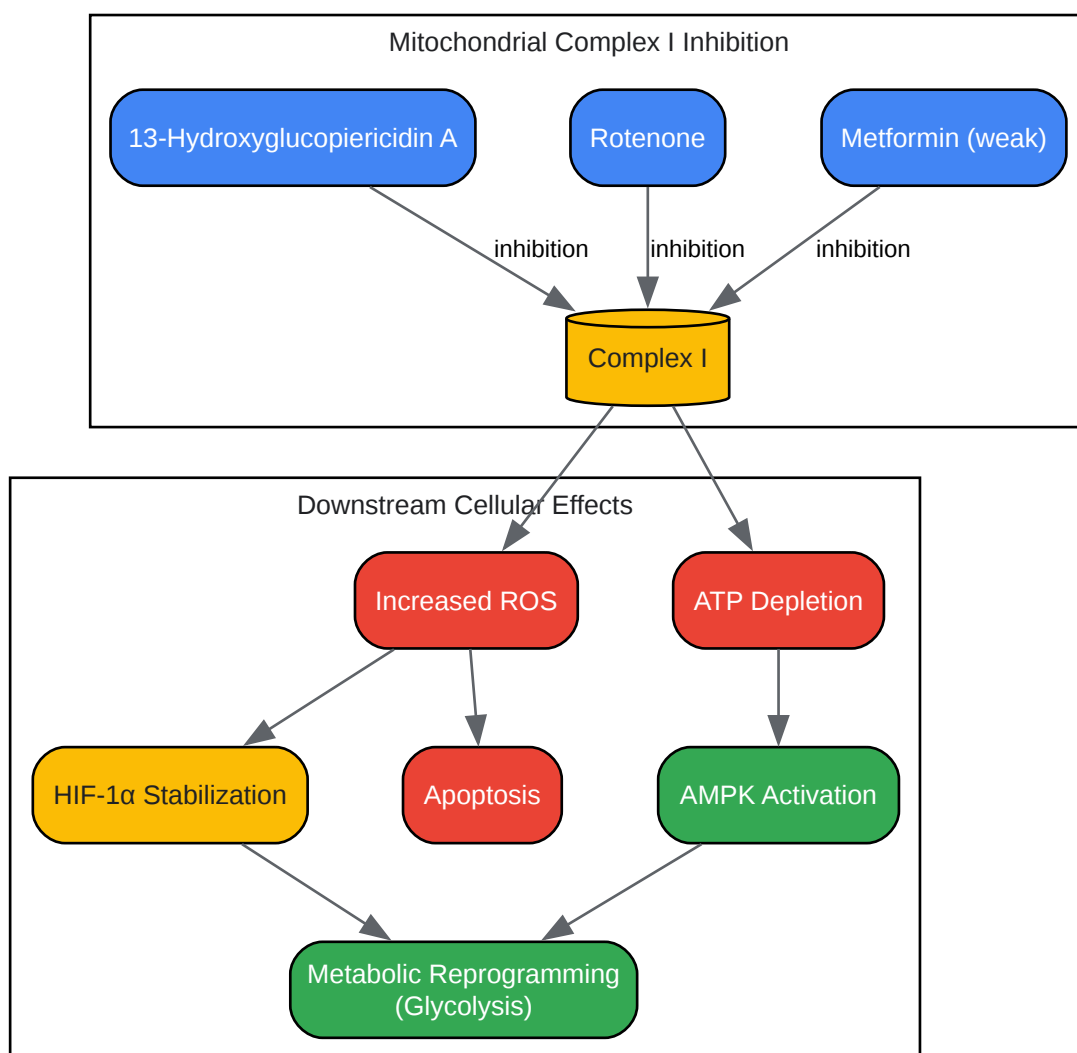 Mitochondrial Complex I Inhibition
13-Hydroxyglucopiericidin A
Rotenone
Metformin (weak)
inhibition
inhibition
inhibition
Complex I
Downstream Cellular Effects
Increased ROS
ATP Depletion
HIF-1α Stabilization
Apoptosis
AMPK Activation
Metabolic Reprogramming
(Glycolysis)